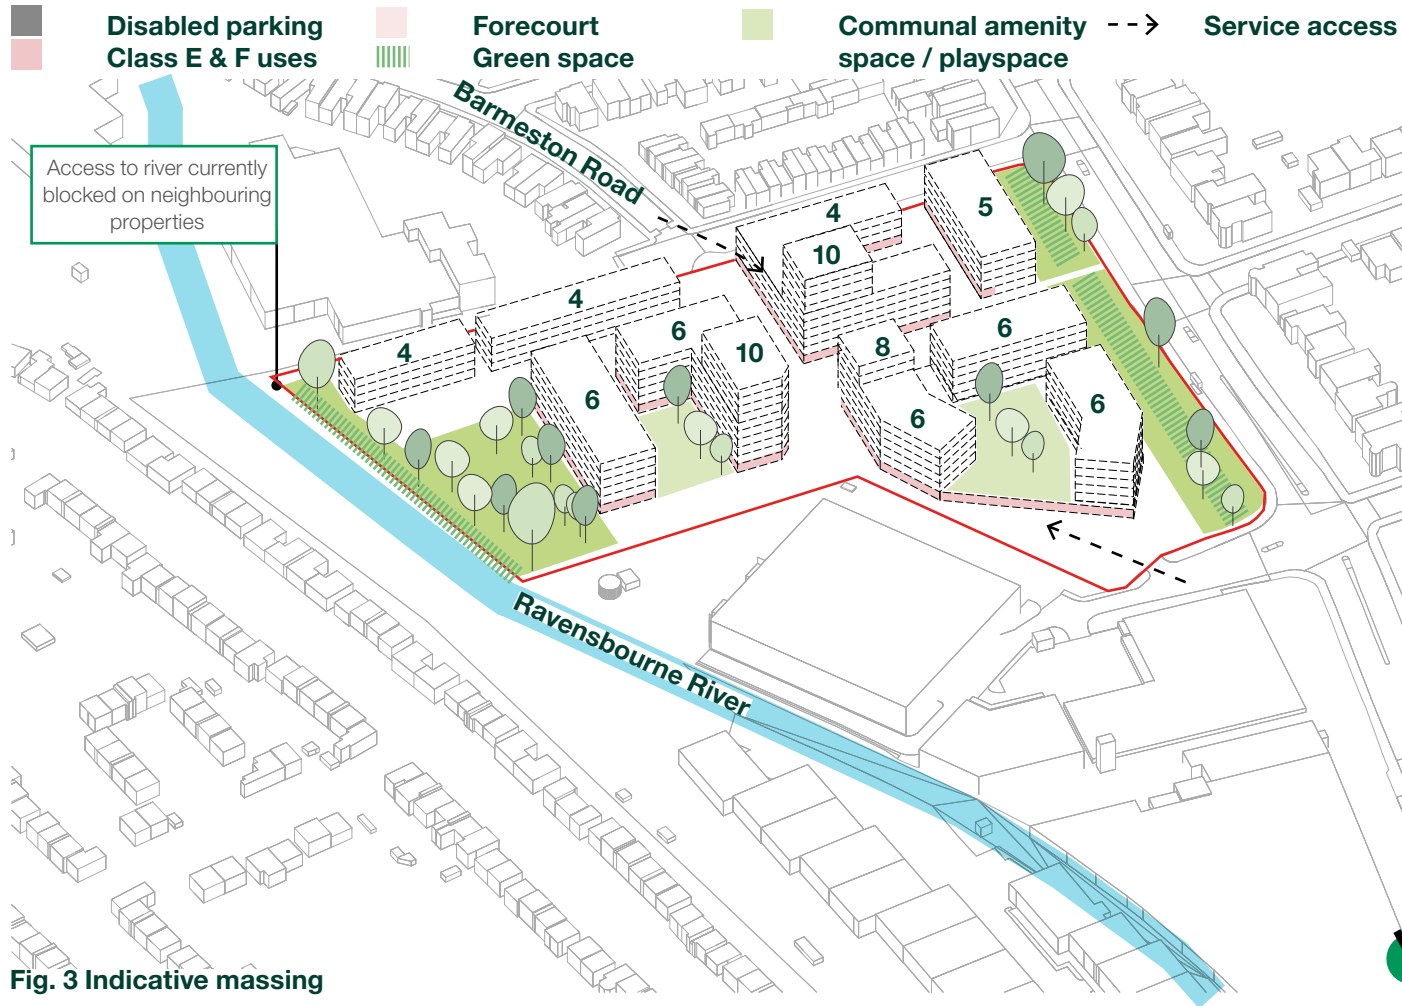 Disabled parking
Class E & F uses
Forecourt
Green space
Communal amenity
space / playspace
Service access
Barmeston Road
Access to river currently
blocked on neighbouring
properties
4
5
10
4
6
6
4
10
8
6
6
6
Ravensbourne River
Fig. 3 Indicative massing